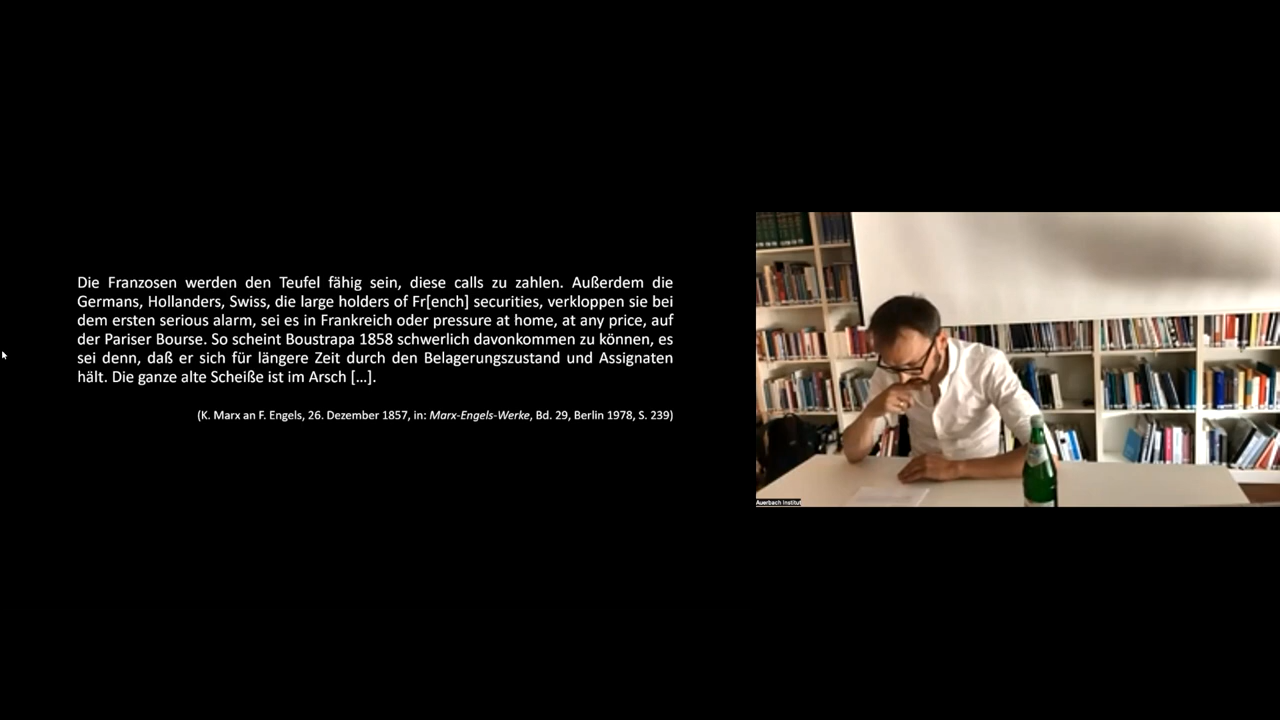 Die Franzosen werden den Teufel fähig sein, diese calls zu zahlen. Außerdem die
Germans, Hollanders, Swiss, die large holders of Fr[ench] securities, verkloppen sie bei
dem ersten serious alarm, sei es in Frankreich oder pressure at home, at any price, auf
der Pariser Bourse. So scheint Boustrapa 1858 schwerlich davonkommen zu können, es
sei denn, daß er sich für längere Zeit durch den Belagerungszustand und Assignaten
hält. Die ganze alte Scheiße ist im Arsch [...].
(K. Marx an F. Engels, 26. Dezember 1857, in: Marx-Engels-Werke, Bd. 29, Berlin 1978, S. 239)
Auerbach Institut